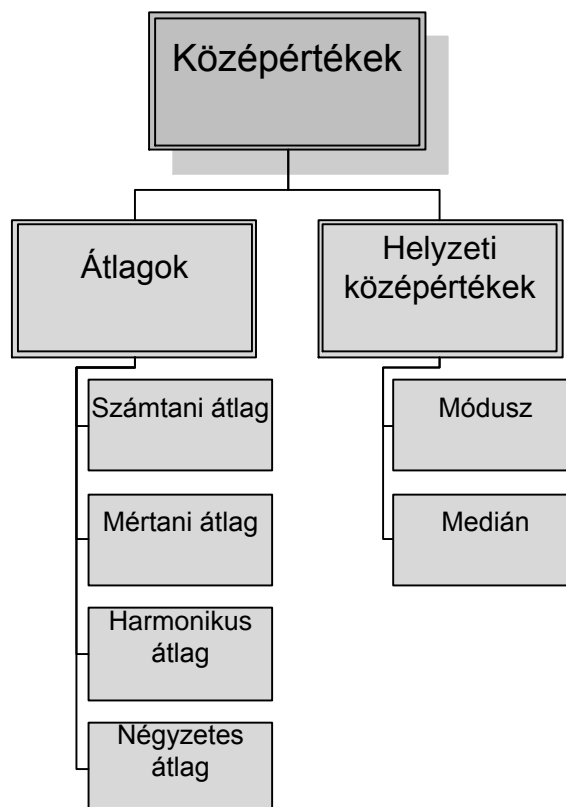 Középértékek
Átlagok
Számtani átlag
Mértani átlag
Harmonikus
átlag
Négyzetes
átlag
Helyzeti
középértékek
Módusz
Medián